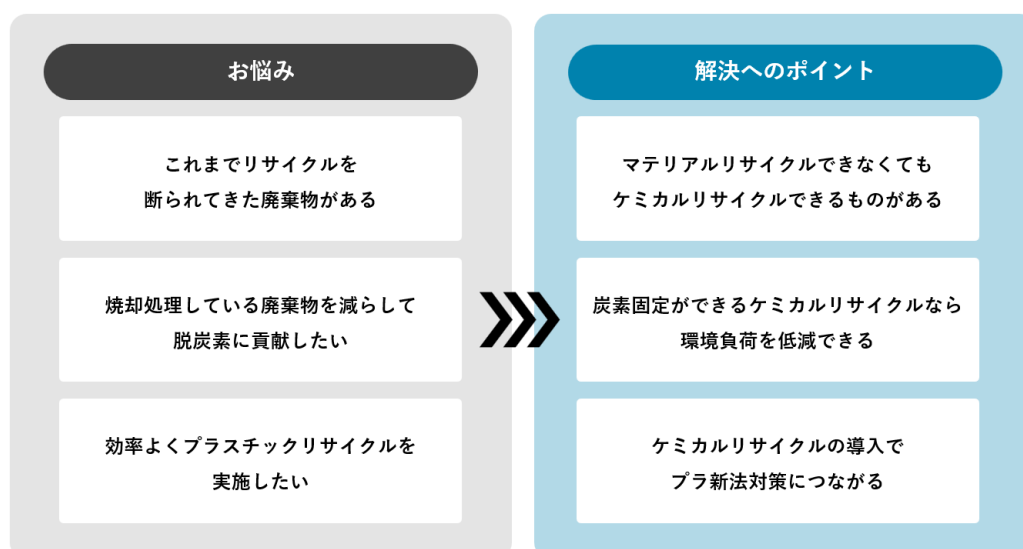 お悩み
これまでリサイクルを
断られてきた廃棄物がある
焼却処理している廃棄物を減らして
脱炭素に貢献したい
効率よくプラスチックリサイクルを
実施したい
解決へのポイント
マテリアルリサイクルできなくても
ケミカルリサイクルできるものがある
炭素固定ができるケミカルリサイクルなら
環境負荷を低減できる
ケミカルリサイクルの導入で
プラ新法対策につながる